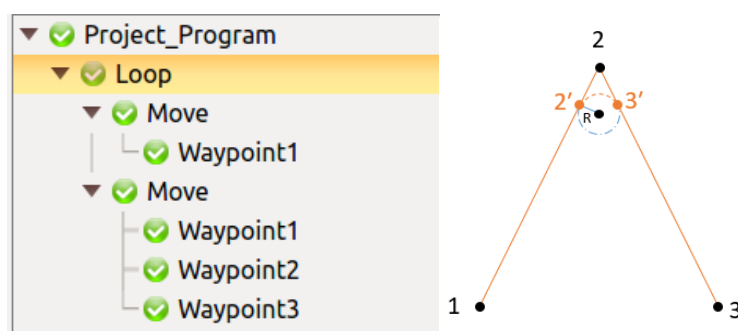 Project_Program
Loop
Move
Waypoint1
Move
Waypoint1
Waypoint2
Waypoint3
2
2′
3′
R
1
3